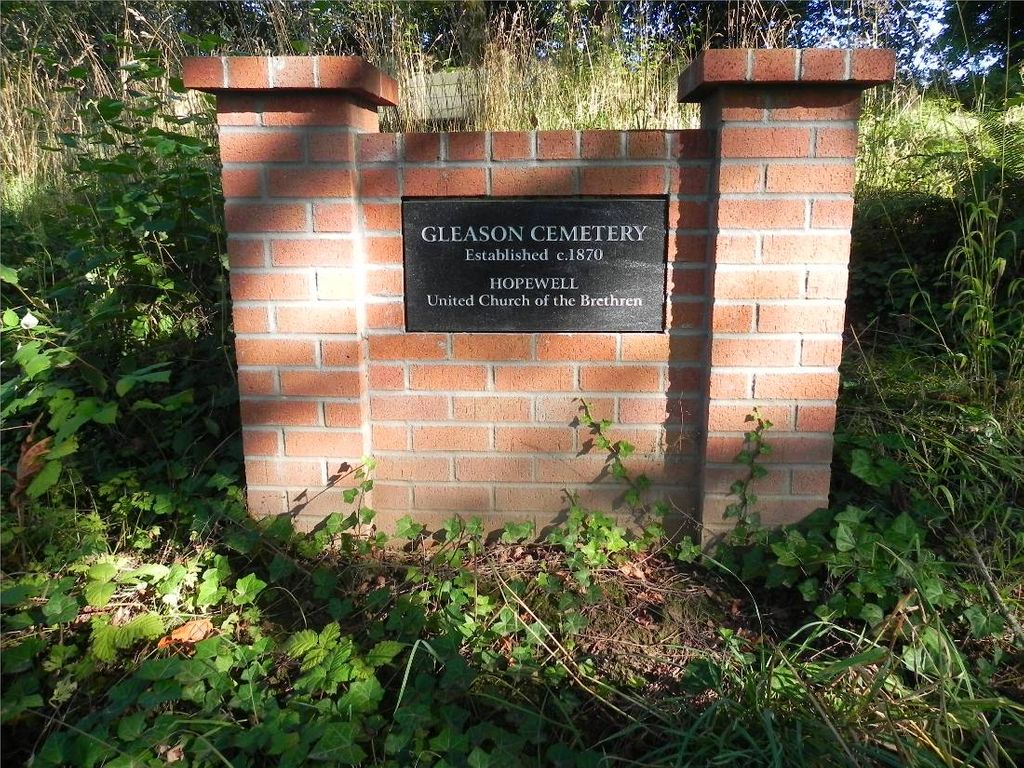 GLEASON CEMETERY
Established c.1870
HOPEWELL
United Church of the Brethren